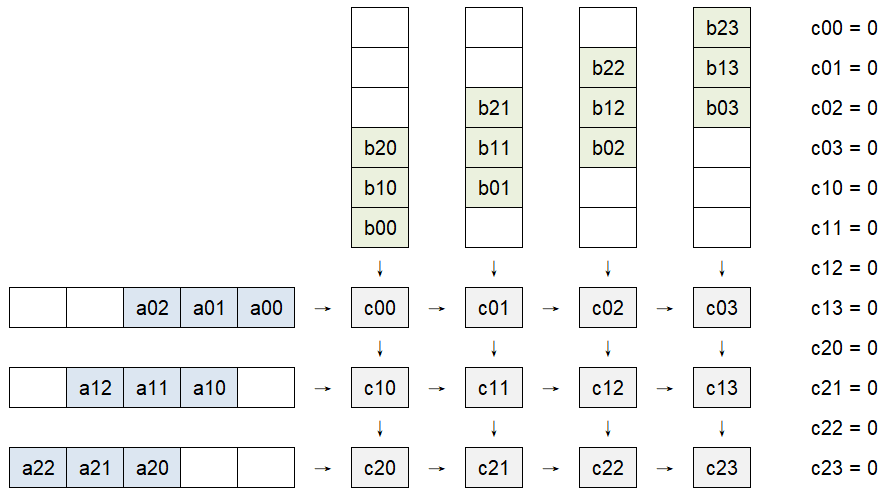 b23 c00 = 0
b22 b13 c01 = 0
b21 b12 b03 c02 = 0
b20 b11 b02 c03 = 0
b10 b01 c10 = 0
b00 c11 = 0
↓ ↓ ↓ ↓ c12 = 0
a02 a01 a00 → c00 → c01 → c02 → c03 c13 = 0
↓ ↓ ↓ ↓ c20 = 0
a12 a11 a10 → c10 → c11 → c12 → c13 c21 = 0
↓ ↓ ↓ ↓ c22 = 0
a22 a21 a20 → c20 → c21 → c22 → c23 c23 = 0